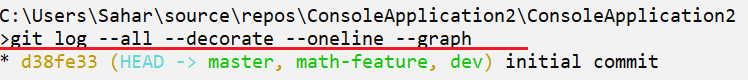 C:\Users\Sahar\source\repos\ConsoleApplication2\ConsoleApplication2
>git log --all --decorate --oneline --graph
* d38fe33 (HEAD -> master, math-feature, dev) initial commit